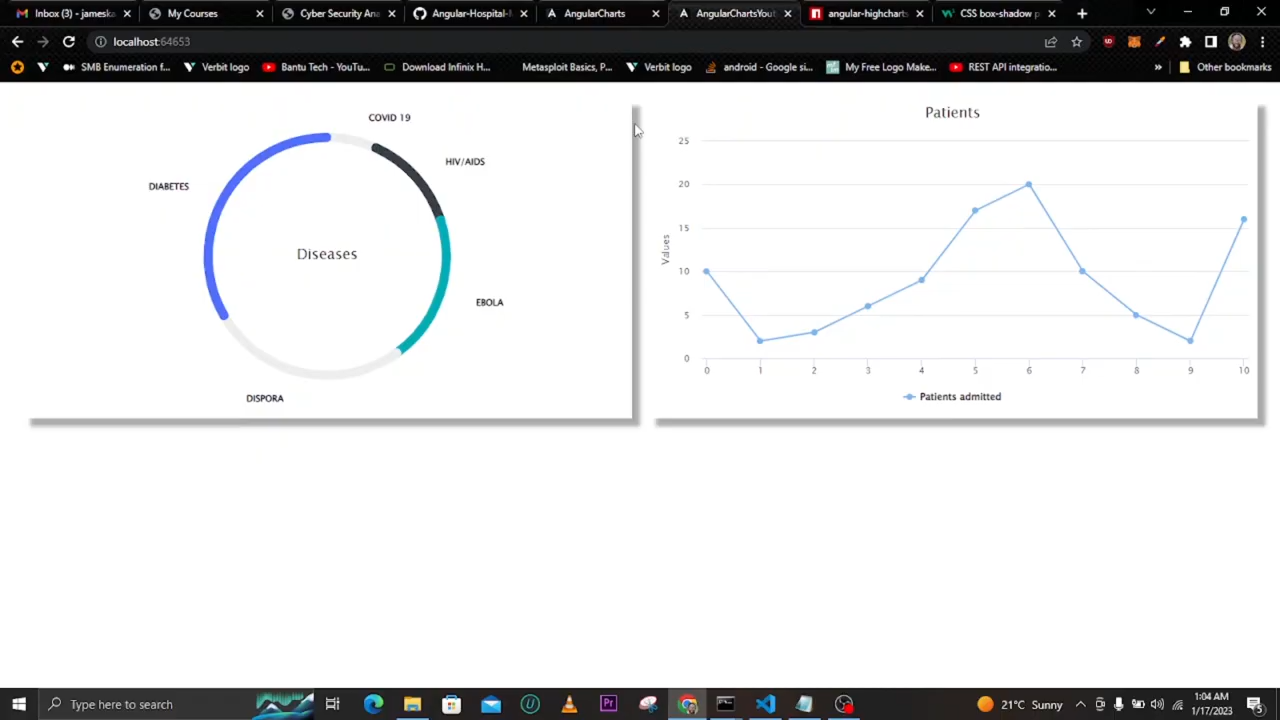 Inbox (3) - jameska
My Courses
Cyber Security Ana
Angular-Hospital-M
AngularCharts
AngularChartsYout
angular-highcharts
CSS box-shadow p
localhost:64653
SMB Enumeration f...
Verbit logo
Bantu Tech - YouTu...
Download Infinix H...
Metasploit Basics, P...
Verbit logo
android - Google si...
My Free Logo Make...
REST API integratio...
»
Other bookmarks
COVID 19
HIV/AIDS
DIABETES
Diseases
EBOLA
DISPORA
Patients
25
20
15
10
5
0
Values
0 1 2 3 4 5 6 7 8 9 10
Patients admitted
Type here to search
Pr
21°C Sunny
1:04 AM
1/17/2023